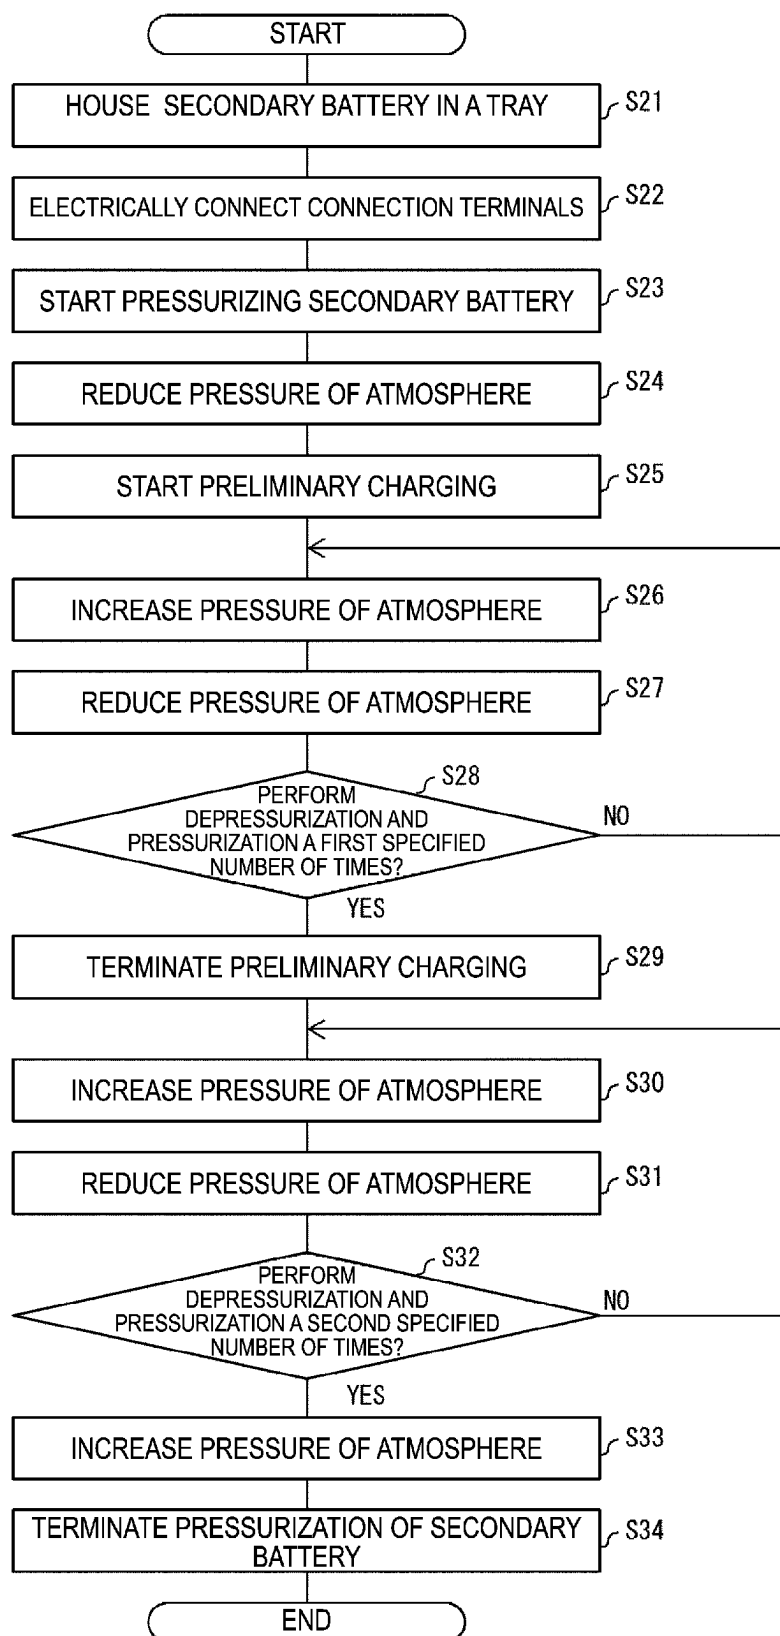 START
HOUSE SECONDARY BATTERY IN A TRAY
S21
ELECTRICALLY CONNECT CONNECTION TERMINALS
S22
START PRESSURIZING SECONDARY BATTERY
S23
REDUCE PRESSURE OF ATMOSPHERE
S24
START PRELIMINARY CHARGING
S25
INCREASE PRESSURE OF ATMOSPHERE
S26
REDUCE PRESSURE OF ATMOSPHERE
S27
S28
PERFORM
DEPRESSURIZATION AND
PRESSURIZATION A FIRST SPECIFIED
NUMBER OF TIMES?
NO
YES
TERMINATE PRELIMINARY CHARGING
S29
INCREASE PRESSURE OF ATMOSPHERE
S30
REDUCE PRESSURE OF ATMOSPHERE
S31
S32
PERFORM
DEPRESSURIZATION AND
PRESSURIZATION A SECOND SPECIFIED
NUMBER OF TIMES?
NO
YES
INCREASE PRESSURE OF ATMOSPHERE
S33
TERMINATE PRESSURIZATION OF SECONDARY
BATTERY
S34
END